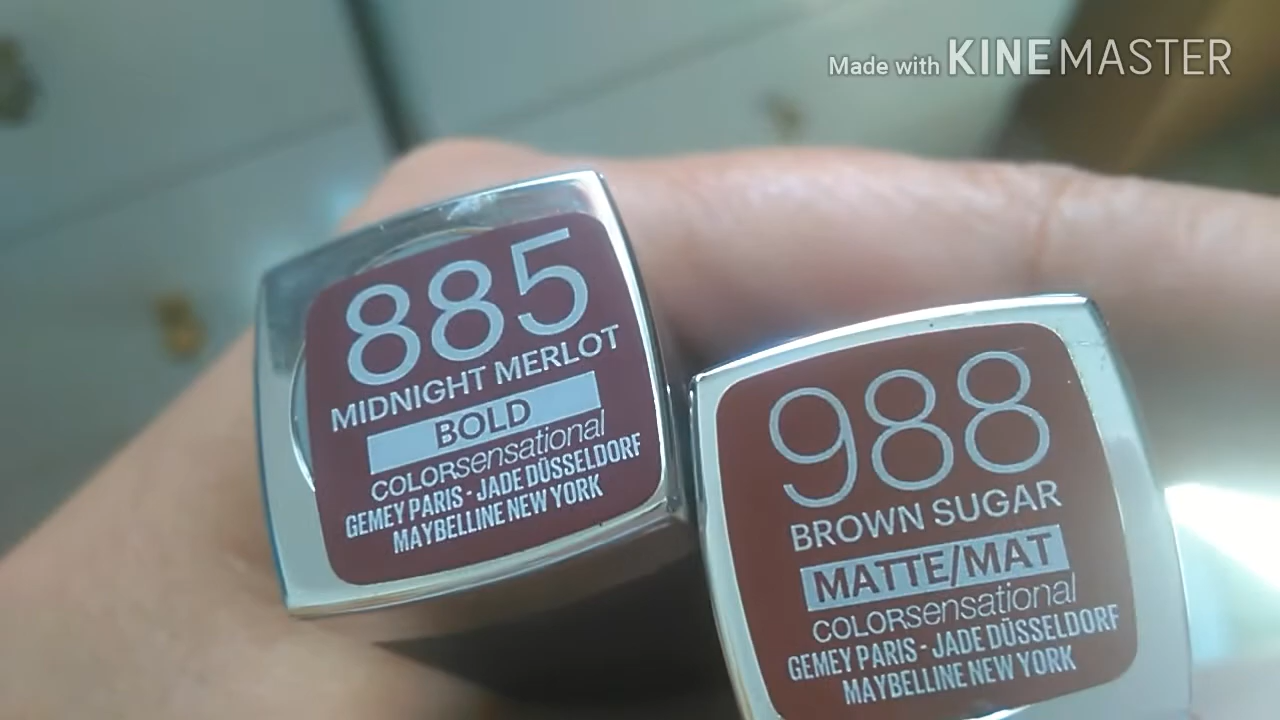 Made with KINEMASTER
885
MIDNIGHT MERLOT
BOLD
COLORsensational
GEMEY PARIS - JADE DÜSSELDORF
MAYBELLINE NEW YORK
988
BROWN SUGAR
MATTE/MAT
COLORsensational
GEMEY PARIS - JADE DÜSSELDORF
MAYBELLINE NEW YORK